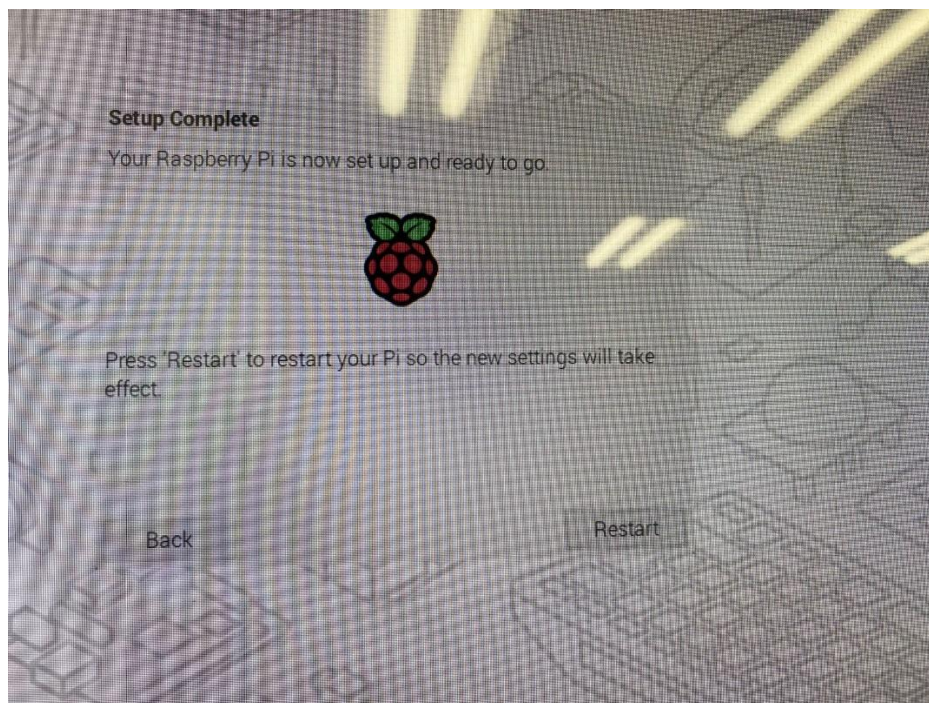 Setup Complete
Your Raspberry Pi is now set up and ready to go.
Press 'Restart' to restart your Pi so the new settings will take
effect.
Back
Restart